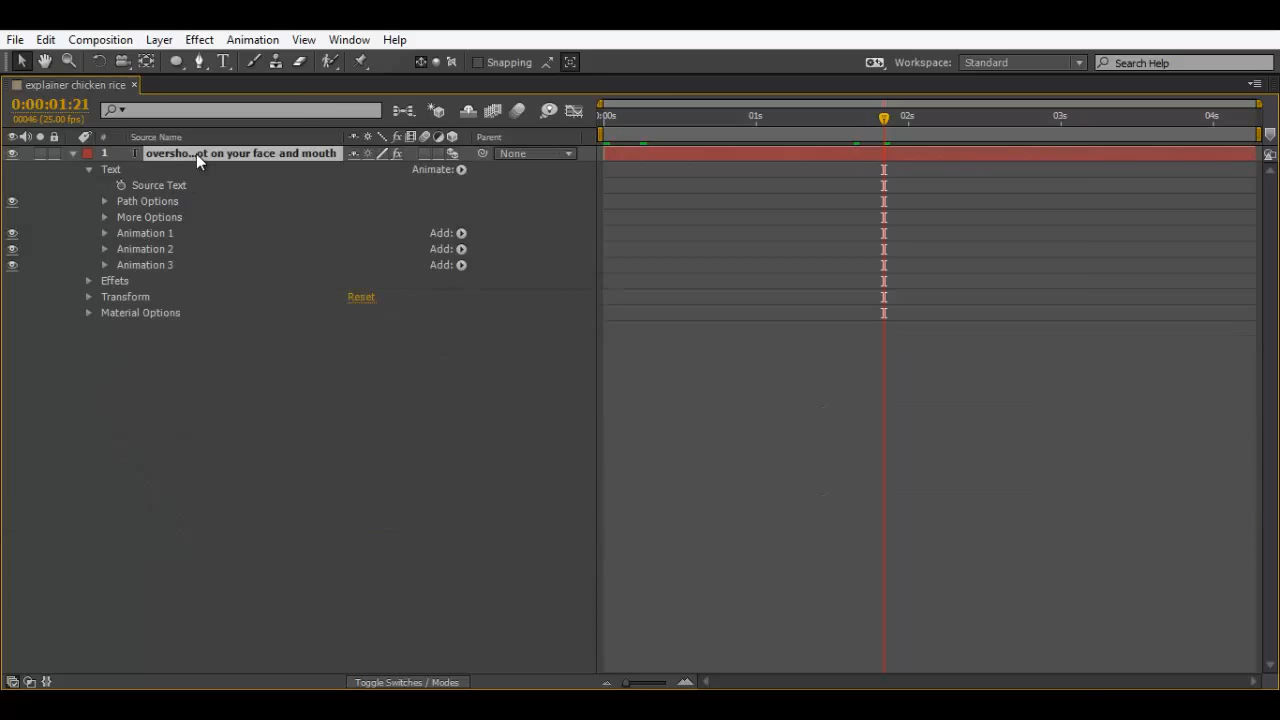 File Edit Composition Layer Effect Animation View Window Help
T Snapping Workspace: Standard Search Help
explainer chicken rice ×
0:00:01:21
00046 (25.00 fps)
0:00s 01s 02s 03s 04s
# Source Name fx Parent
1 T oversho...ot on your face and mouth fx None
Text Animate:
Source Text
Path Options
More Options
Animation 1 Add:
Animation 2 Add:
Animation 3 Add:
Effets
Transform Reset
Material Options
Toggle Switches / Modes